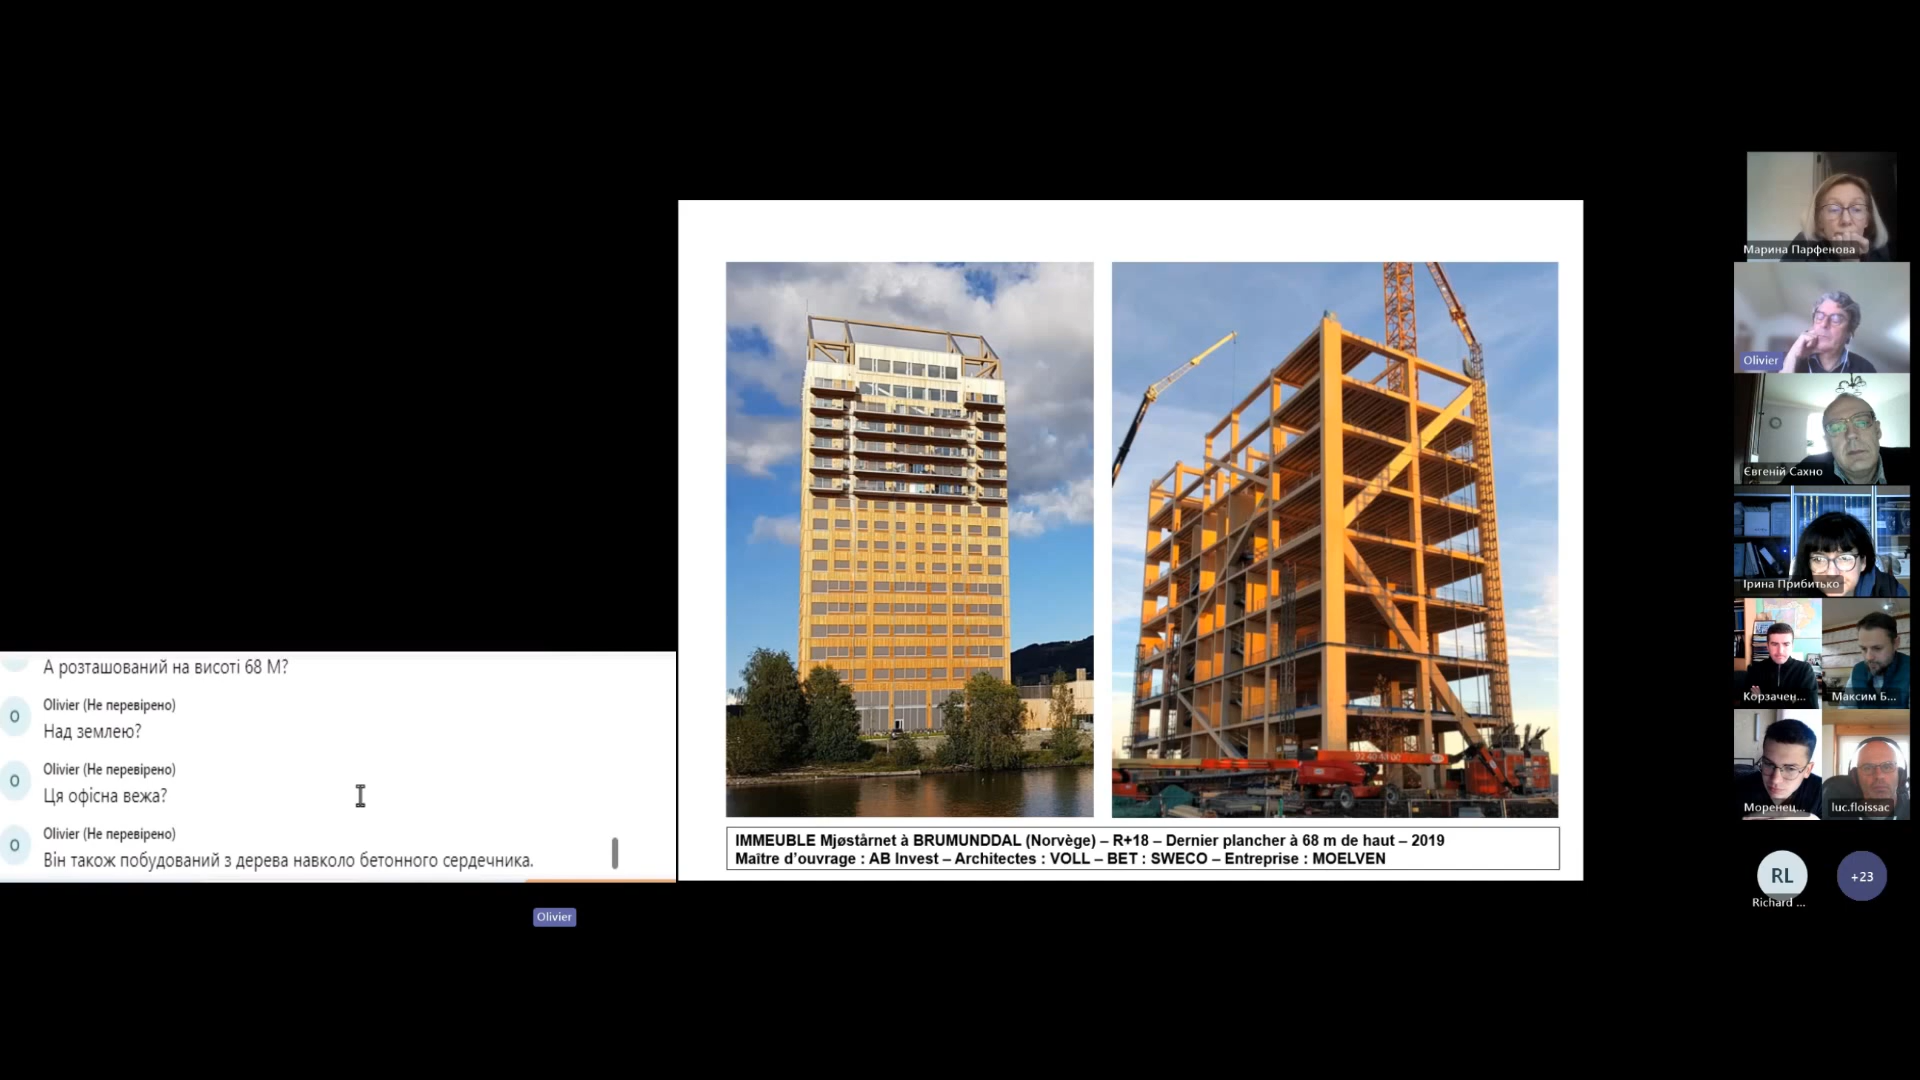 А розташований на висоті 68 М?
O
Olivier (Не перевірено)
Над землею?
O
Olivier (Не перевірено)
Ця офісна вежа?
O
Olivier (Не перевірено)
Він також побудований з дерева навколо бетонного сердечника.
Olivier
IMMEUBLE Mjøstårnet à BRUMUNDDAL (Norvège) – R+18 – Dernier plancher à 68 m de haut – 2019
Maître d’ouvrage : AB Invest – Architectes : VOLL – BET : SWECO – Entreprise : MOELVEN
Марина Парфенова
Olivier
Євгеній Сахно
Ірина Прибитько
Корзачен...
Максим Б...
Моренец...
luc.floissac
RL
Richard ...
+23